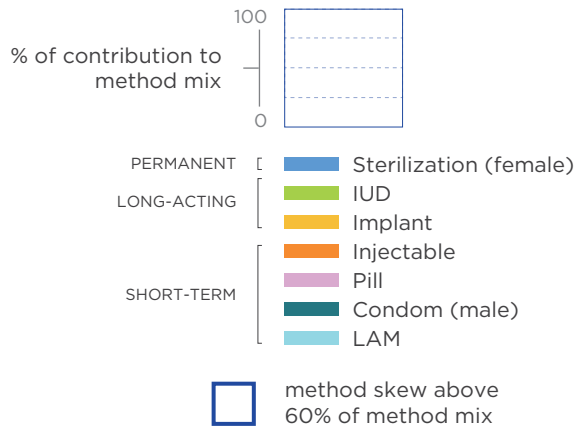 100
% of contribution to
method mix
0
PERMANENT
Sterilization (female)
LONG-ACTING
IUD
Implant
SHORT-TERM
Injectable
Pill
Condom (male)
LAM
method skew above
60% of method mix